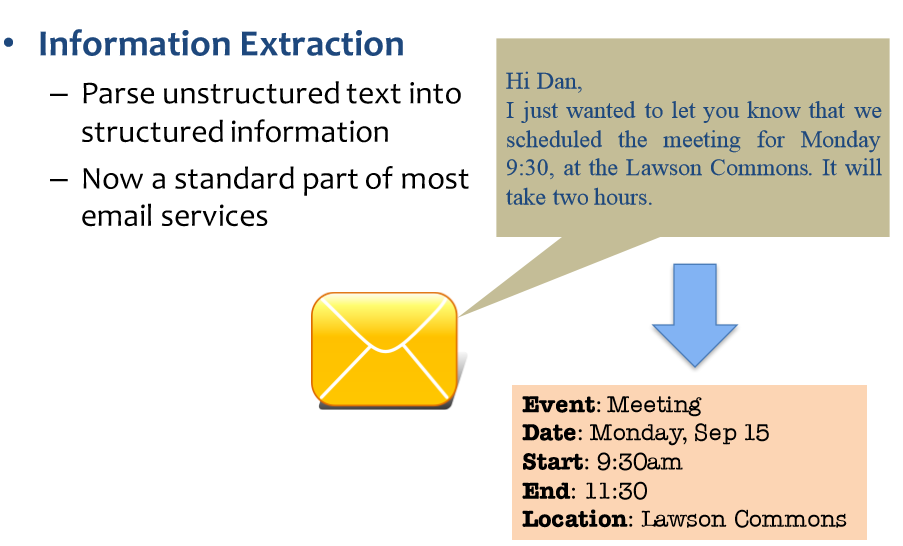 • Information Extraction
– Parse unstructured text into
structured information
– Now a standard part of most
email services
Hi Dan,
I just wanted to let you know that we
scheduled the meeting for Monday
9:30, at the Lawson Commons. It will
take two hours.
Event: Meeting
Date: Monday, Sep 15
Start: 9:30am
End: 11:30
Location: Lawson Commons